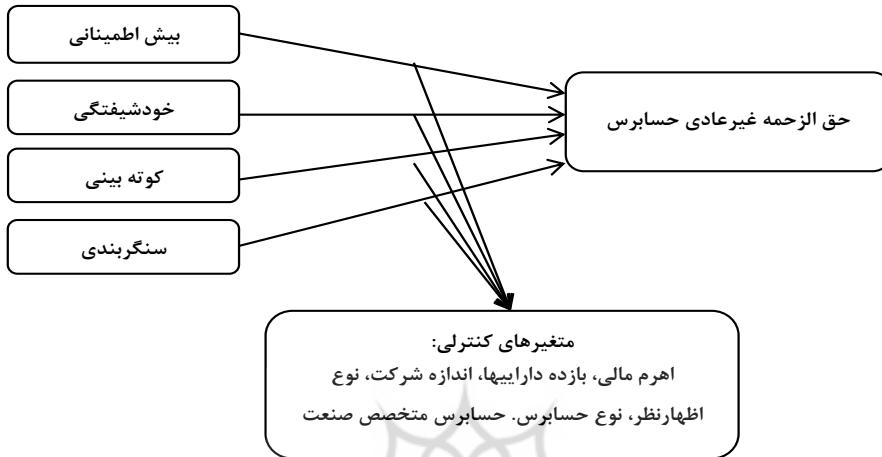 بیش اطمینانی
خودشیفتگی
کوته بینی
سنگربندی
حق الزحمه غیرعادی حسابرس
متغیرهای کنترلی:
اهرم مالی، بازده داراییها، اندازه شرکت، نوع
اظهارنظر، نوع حسابرس. حسابرس متخصص صنعت